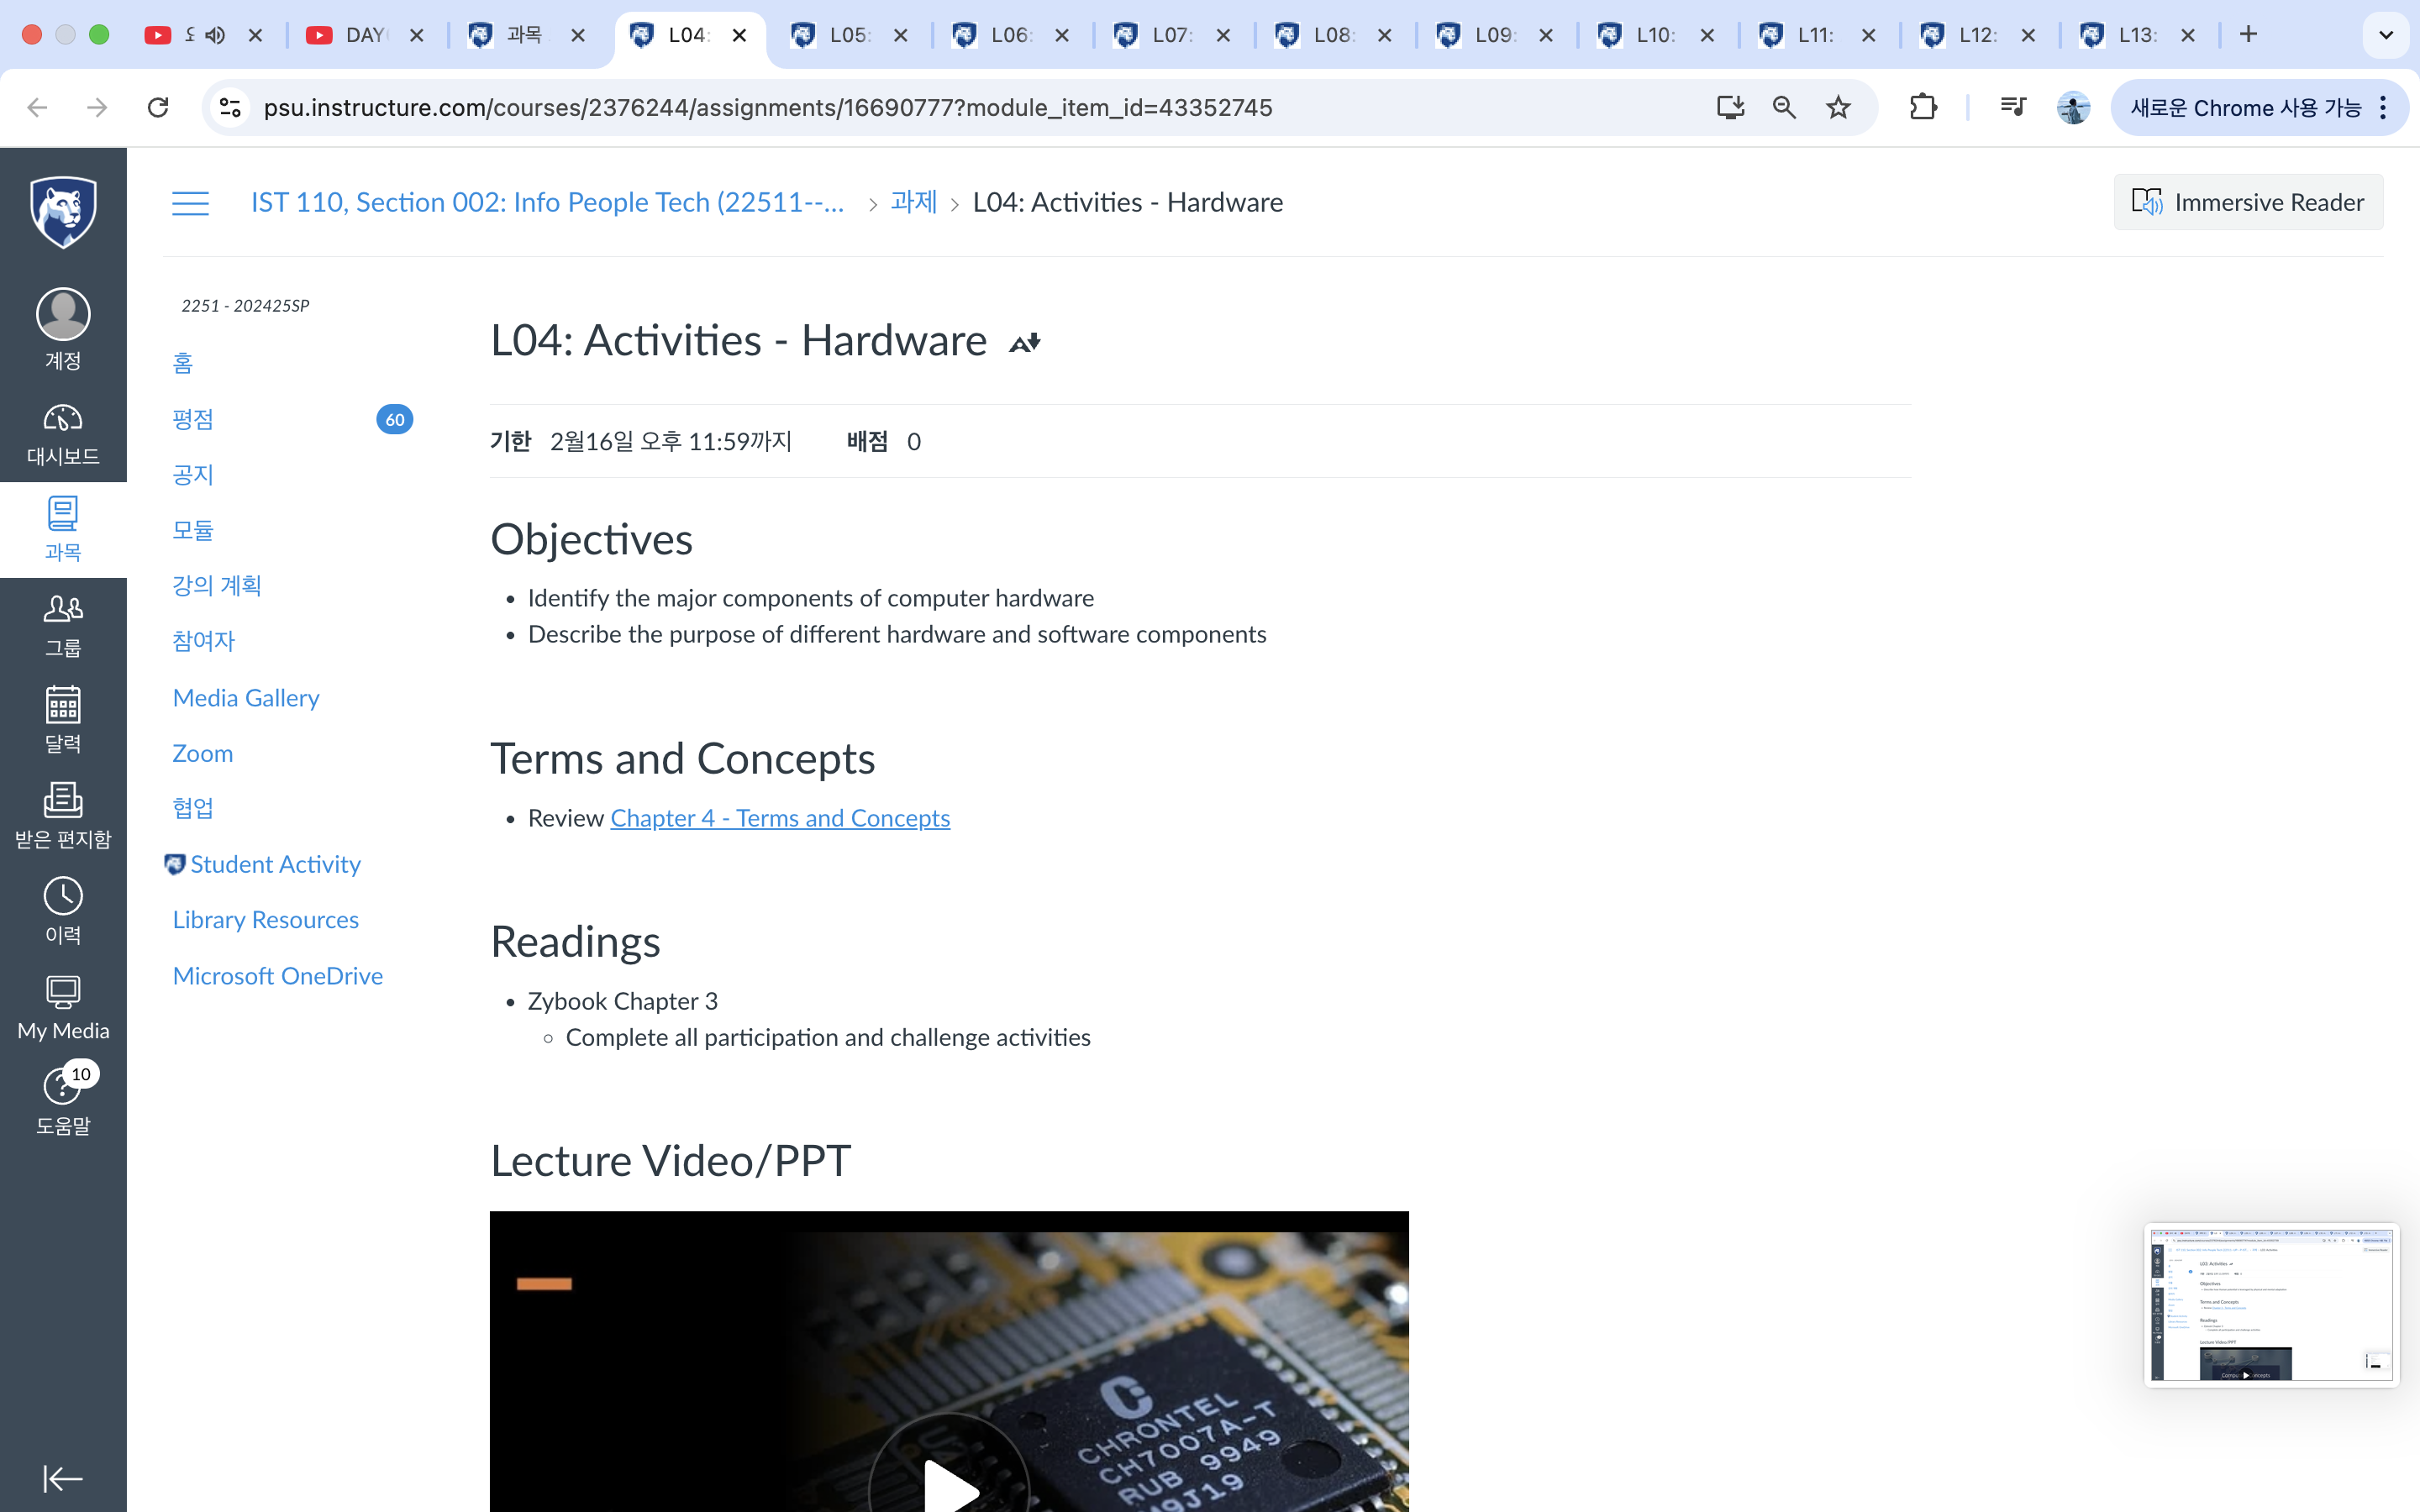 DAY
과목
L04:
L05:
L06:
L07:
L08:
L09:
L10:
L11:
L12:
L13:
psu.instructure.com/courses/2376244/assignments/16690777?module_item_id=43352745
새로운 Chrome 사용 가능
IST 110, Section 002: Info People Tech (22511--... › 과제 › L04: Activities - Hardware
Immersive Reader
계정
대시보드
과목
그룹
달력
받은 편지함
이력
My Media
10
도움말
2251 - 202425SP
홈
평점 60
공지
모듈
강의 계획
참여자
Media Gallery
Zoom
협업
Student Activity
Library Resources
Microsoft OneDrive
L04: Activities - Hardware
기한 2월16일 오후 11:59까지 배점 0
Objectives
• Identify the major components of computer hardware
• Describe the purpose of different hardware and software components
Terms and Concepts
• Review Chapter 4 - Terms and Concepts
Readings
• Zybook Chapter 3
◦ Complete all participation and challenge activities
Lecture Video/PPT
CHRONTEL
CH7007A-T
RUB 9949
9J19